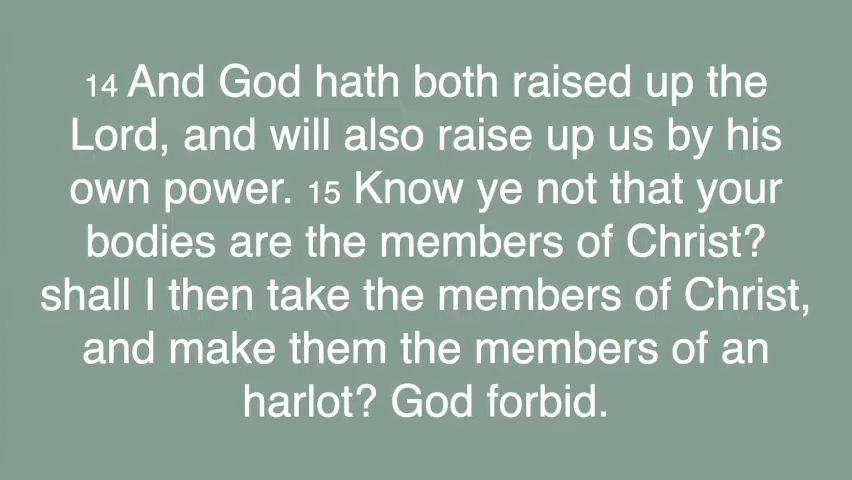 14 And God hath both raised up the
Lord, and will also raise up us by his
own power. 15 Know ye not that your
bodies are the members of Christ?
shall I then take the members of Christ,
and make them the members of an
harlot? God forbid.